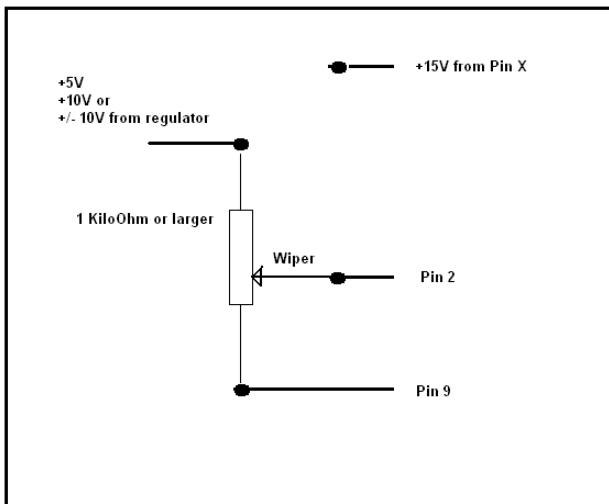 +15V from Pin X
+5V
+10V or
+/- 10V from regulator
1 KiloOhm or larger
Wiper
Pin 2
Pin 9